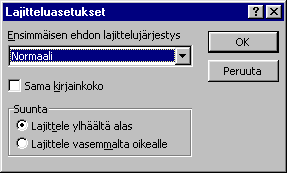 Lajitteluasetukset
Ensimmäisen ehdon lajittelujärjestys
Normaali
OK
Peruuta
Sama kirjainkoko
Suunta
Lajittele ylhäältä alas
Lajittele vasemmalta oikealle